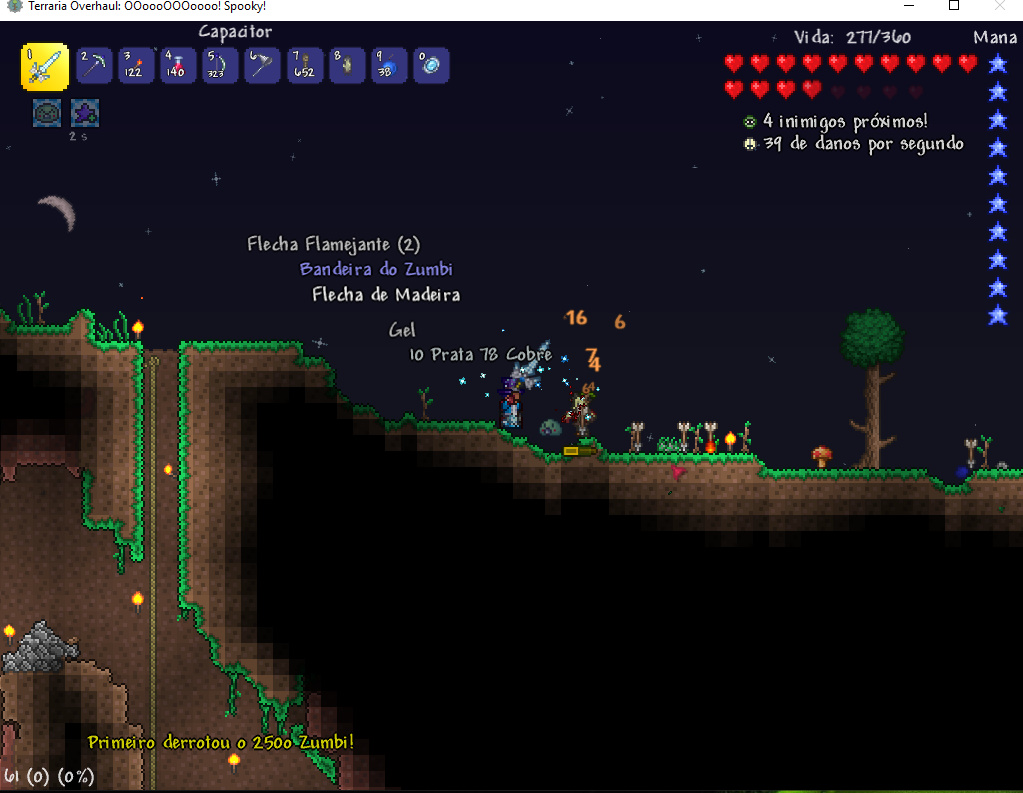 Terraria Overhaul: OOoooOOOoooo! Spooky!
Capacitor
Vida: 277/360
Mana
1
2
3
122
4
140
5
323
6
7
652
8
9
38
0
2 s
4 inimigos próximos!
39 de danos por segundo
Flecha Flamejante (2)
Bandeira do Zumbi
Flecha de Madeira
16
6
Gel
10 Prata 78 Cobre
7
4
Primeiro derrotou o 250o Zumbi!
61 (0) (0%)